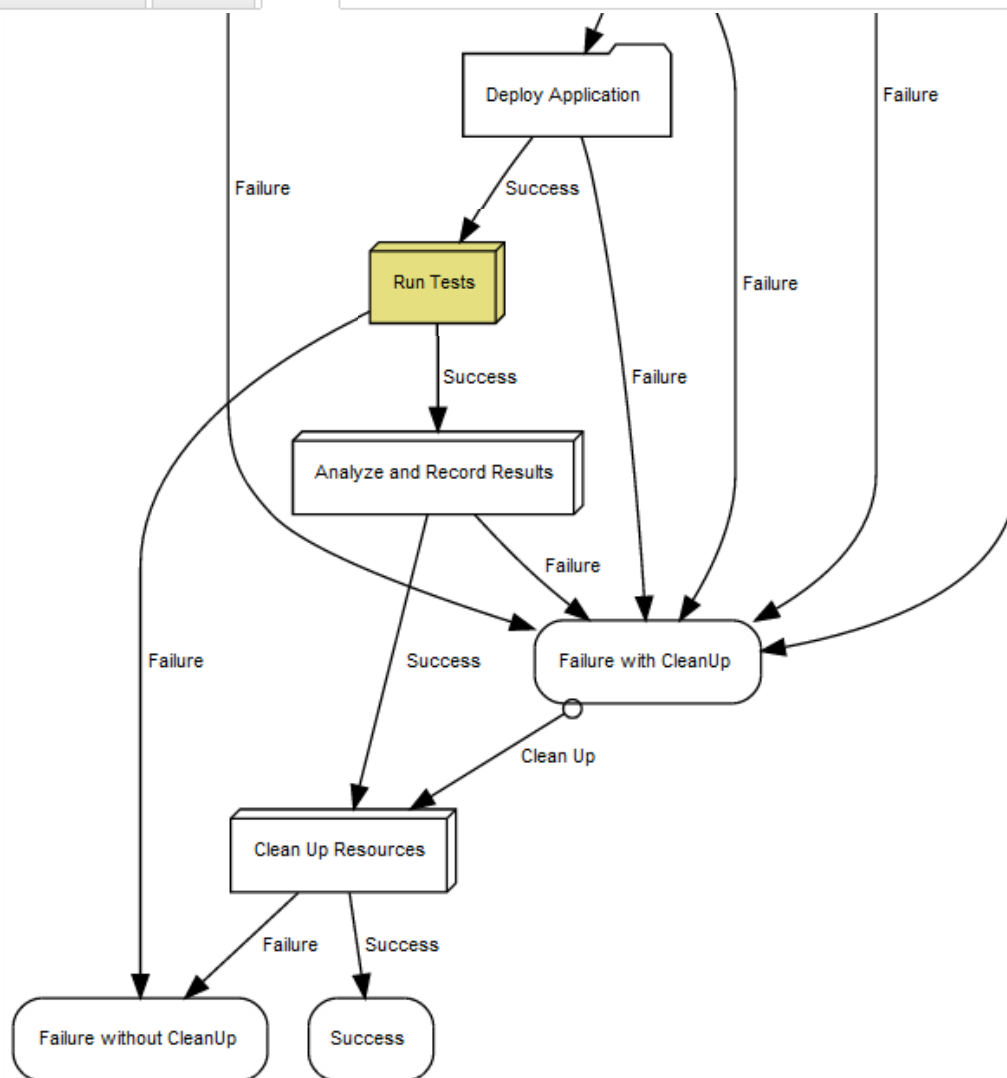 Deploy Application
Failure
Failure
Success
Failure
Run Tests
Success
Failure
Analyze and Record Results
Failure
Failure
Success
Failure with CleanUp
Clean Up
Clean Up Resources
Failure
Success
Failure without CleanUp
Success